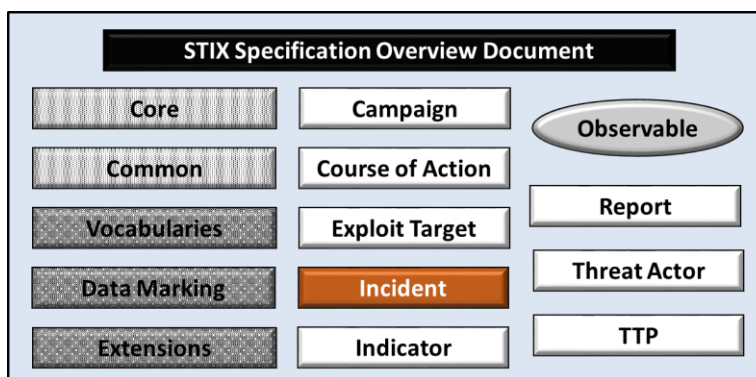 STIX Specification Overview Document
Core
Common
Vocabularies
Data Marking
Extensions
Campaign
Course of Action
Exploit Target
Incident
Indicator
Observable
Report
Threat Actor
TTP